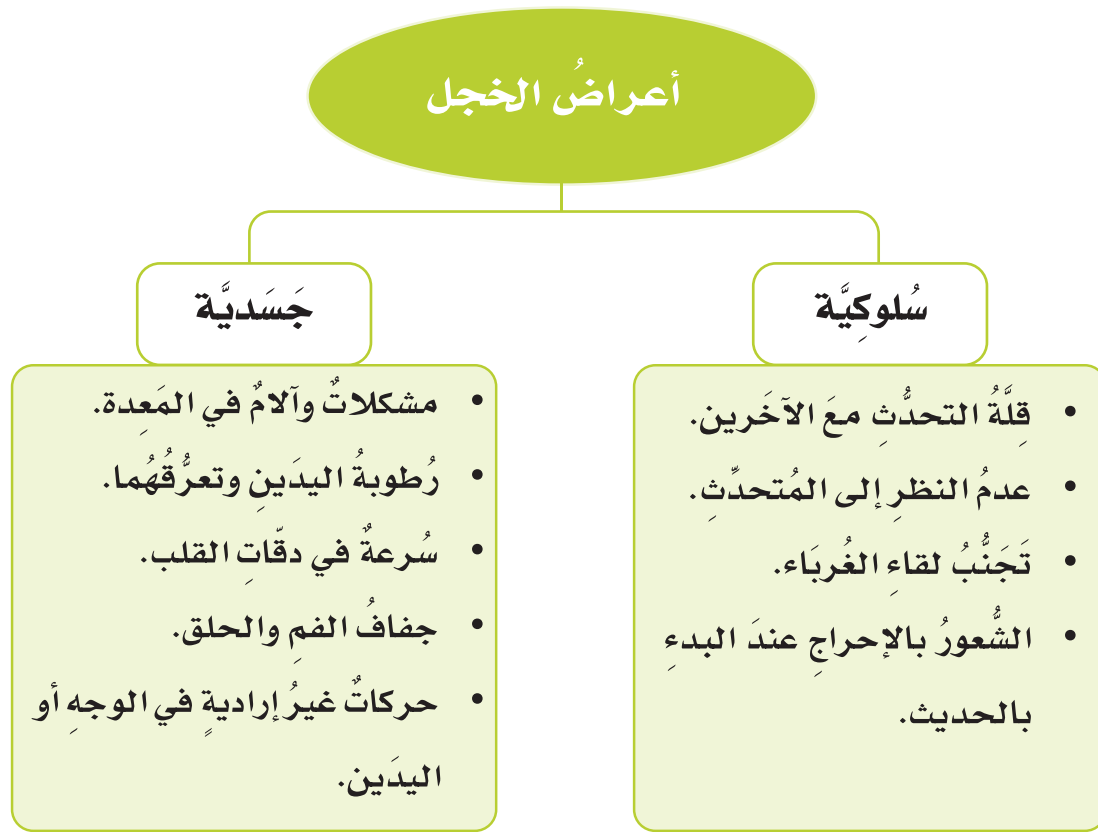 أعراضُ الخجل
سُلوكِيَّة
• قِلَّةُ التحدُّثِ معَ الآخَرين.
• عدمُ النظرِ إلى المُتحدِّثِ.
• تَجَنُّبُ لقاءِ الغُربَاء.
• الشُّعورُ بالإحراجِ عندَ البدءِ
بالحديث.
جَسَديَّة
• مشكلاتٌ وآلامٌ في المَعِدة.
• رُطوبةُ اليدَينِ وتعرُّقُهُما.
• سُرعةٌ في دقّاتِ القلب.
• جفافُ الفمِ والحلق.
• حركاتٌ غيرُ إراديةٍ في الوجهِ أو
اليدَين.